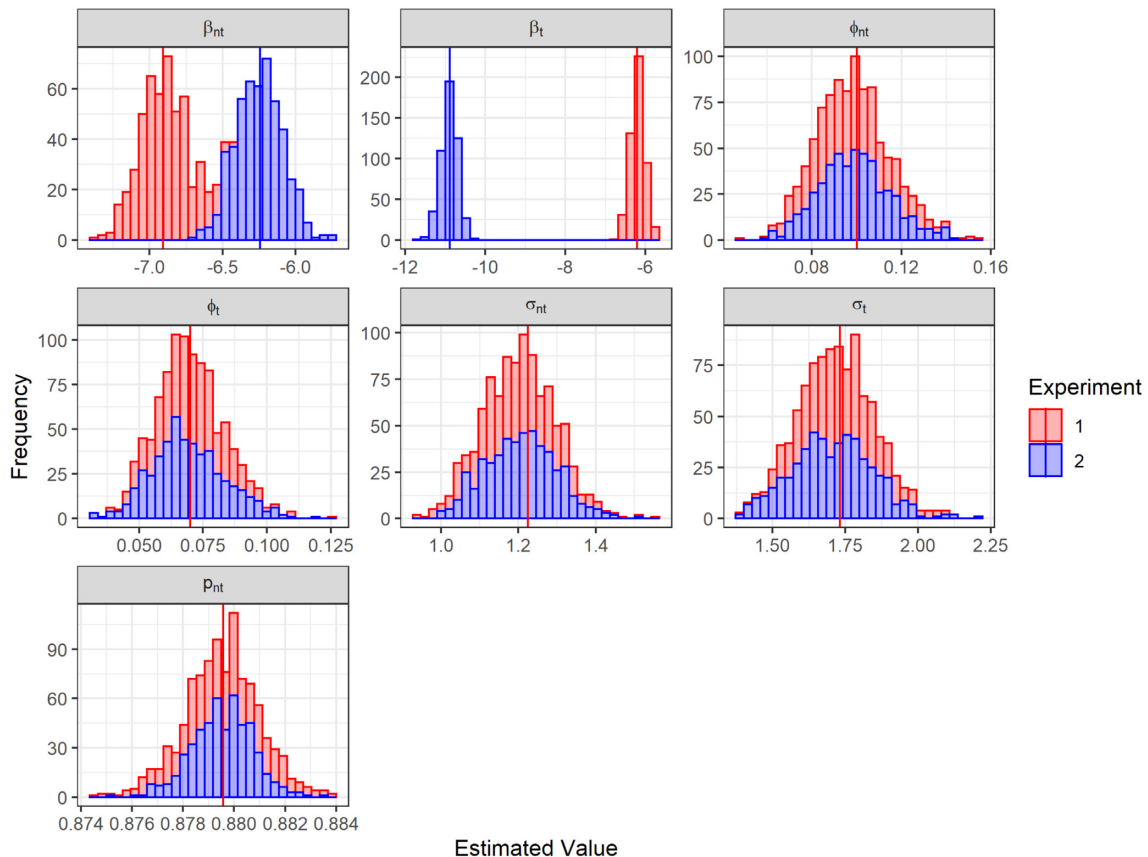 β_nt β_t ϕ_nt
60 40 20 0
-7.0 -6.5 -6.0
200 150 100 50 0
-12 -10 -8 -6
100 75 50 25 0
0.08 0.12 0.16
ϕ_t σ_nt σ_t
100 75 50 25 0
0.050 0.075 0.100 0.125
100 75 50 25 0
1.0 1.2 1.4
75 50 25 0
1.50 1.75 2.00 2.25
p_nt
90 60 30 0
0.874 0.876 0.878 0.880 0.882 0.884
Frequency
Estimated Value
Experiment
1
2